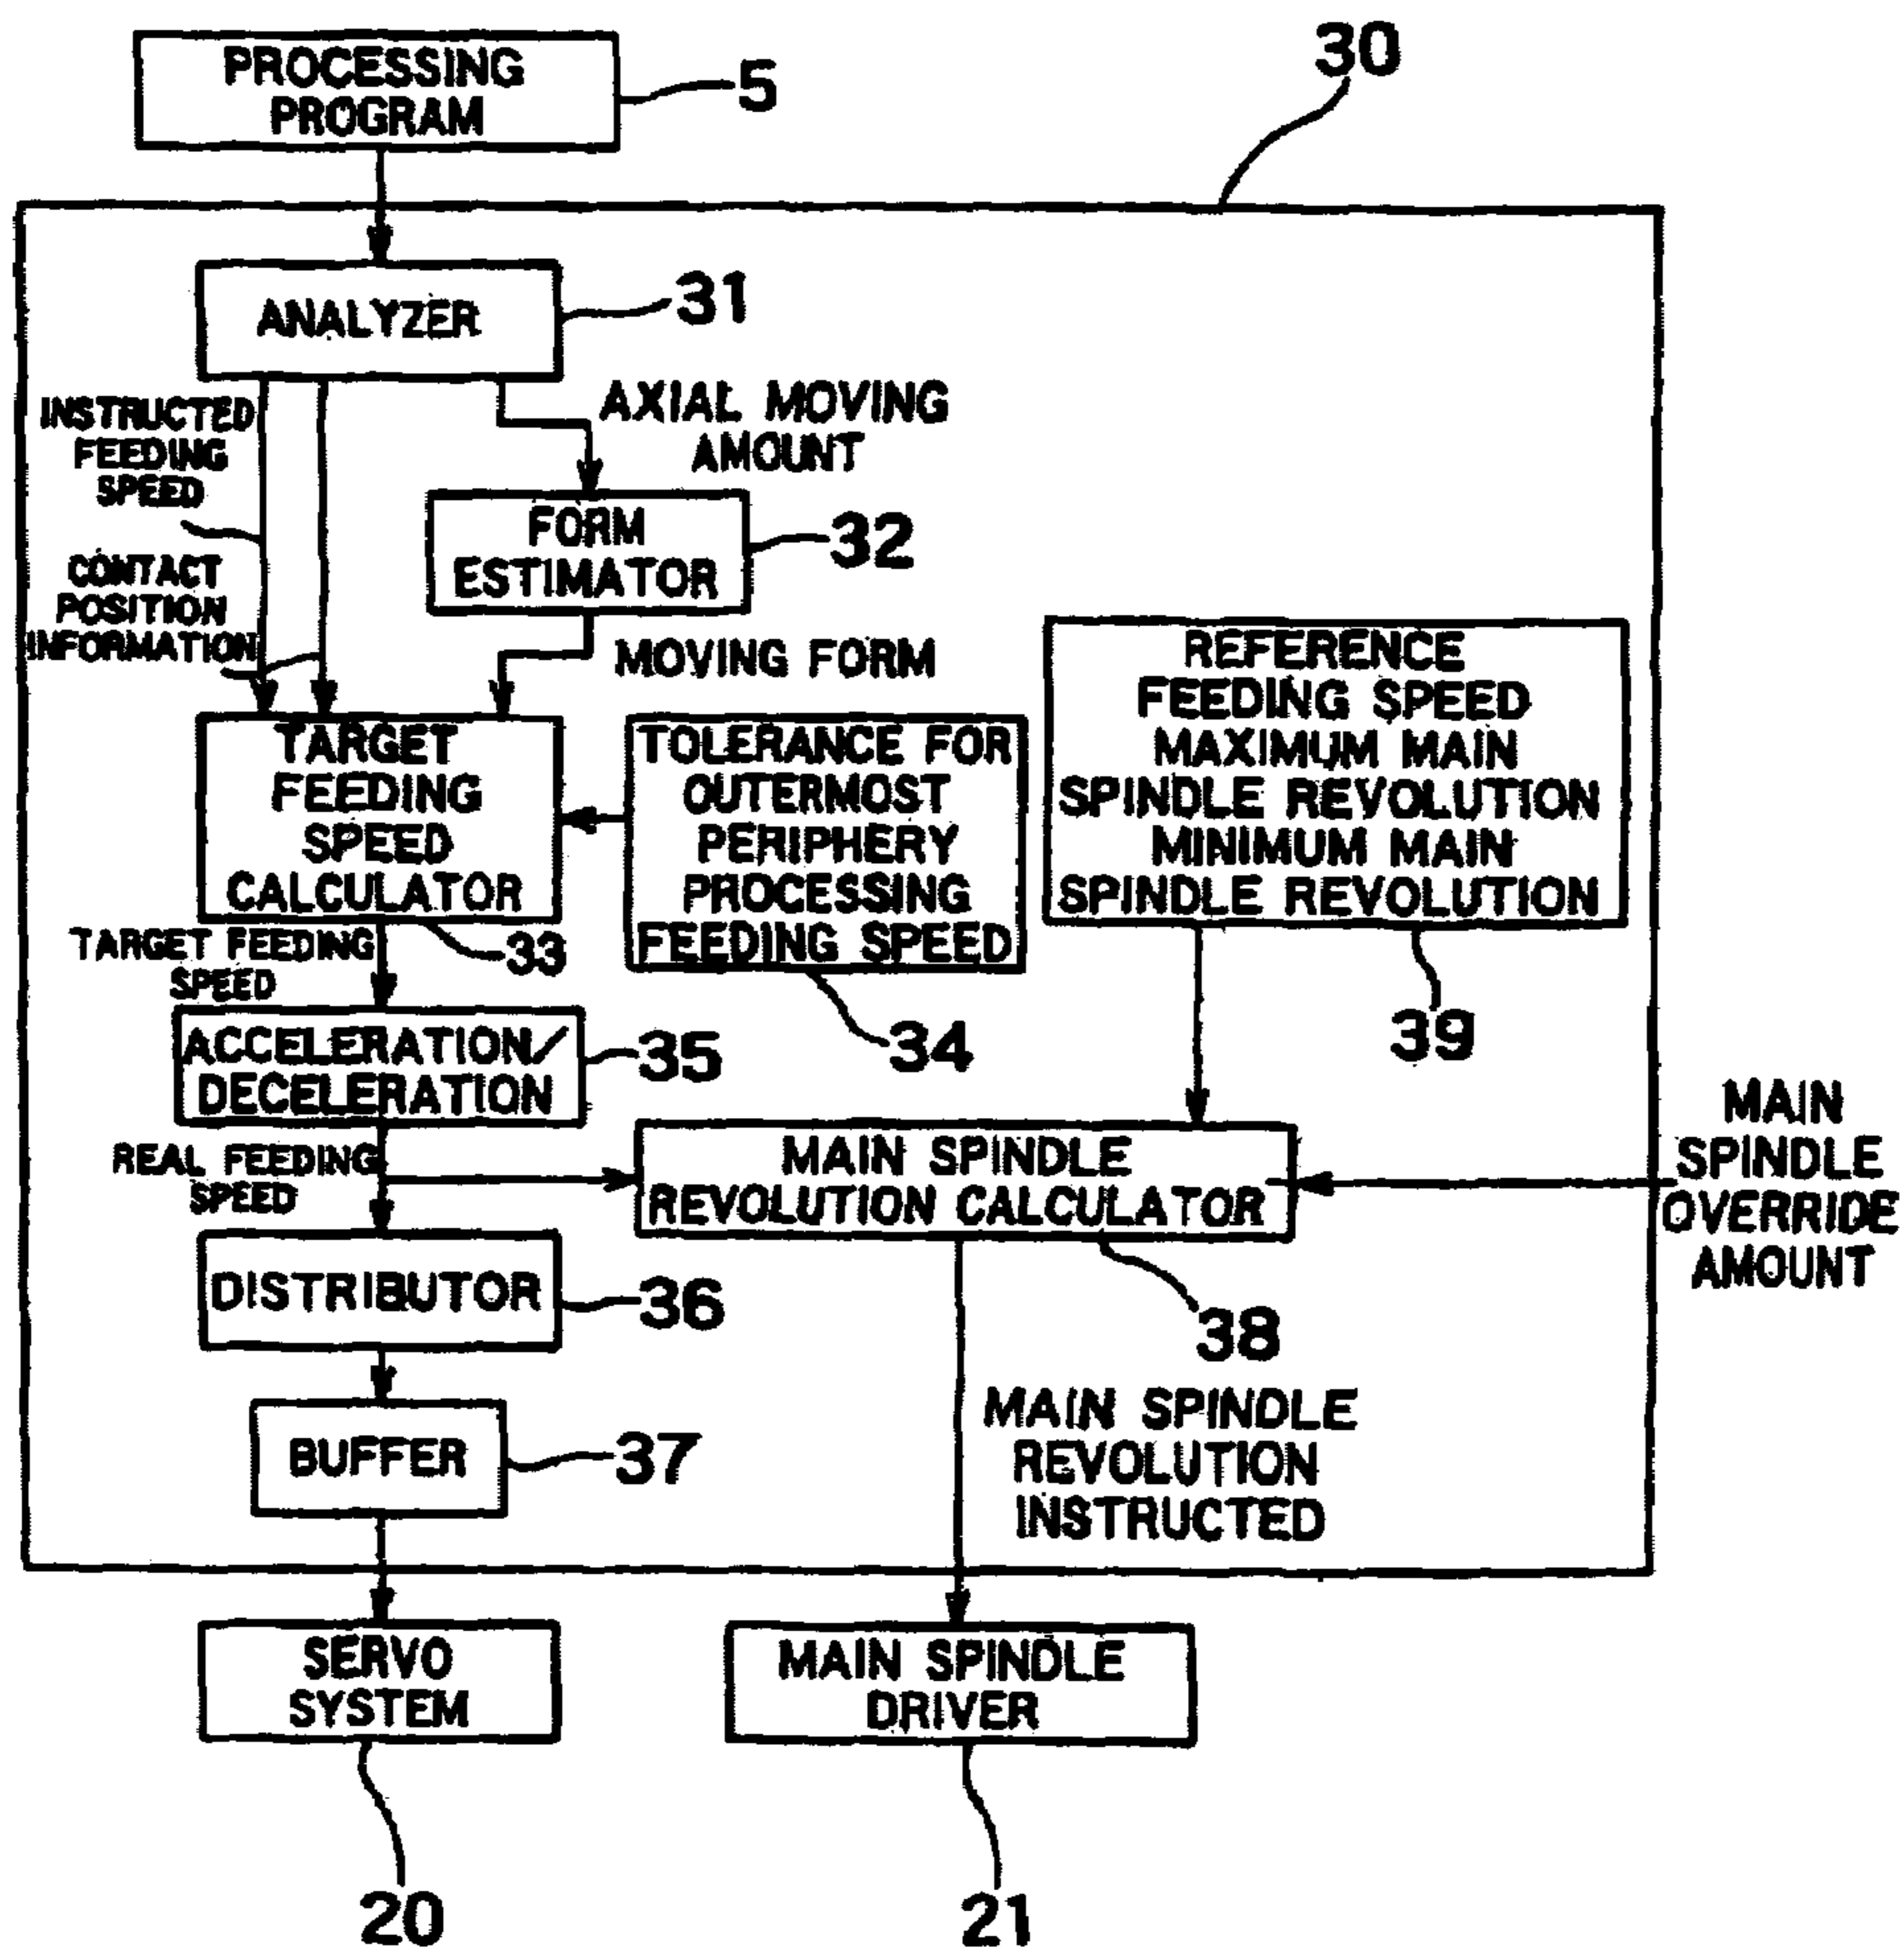 PROCESSING
PROGRAM
5
30
ANALYZER
31
INSTRUCTED
FEEDING
SPEED
AXIAL MOVING
AMOUNT
CONTACT
POSITION
INFORMATION
FORM
ESTIMATOR
32
MOVING FORM
TARGET
FEEDING
SPEED
CALCULATOR
33
TOLERANCE FOR
OUTERMOST
PERIPHERY
PROCESSING
FEEDING SPEED
34
REFERENCE
FEEDING SPEED
MAXIMUM MAIN
SPINDLE REVOLUTION
MINIMUM MAIN
SPINDLE REVOLUTION
39
TARGET FEEDING
SPEED
ACCELERATION/
DECELERATION
35
REAL FEEDING
SPEED
MAIN SPINDLE
REVOLUTION CALCULATOR
38
MAIN
SPINDLE
OVERRIDE
AMOUNT
DISTRIBUTOR
36
BUFFER
37
MAIN SPINDLE
REVOLUTION
INSTRUCTED
SERVO
SYSTEM
20
MAIN SPINDLE
DRIVER
21